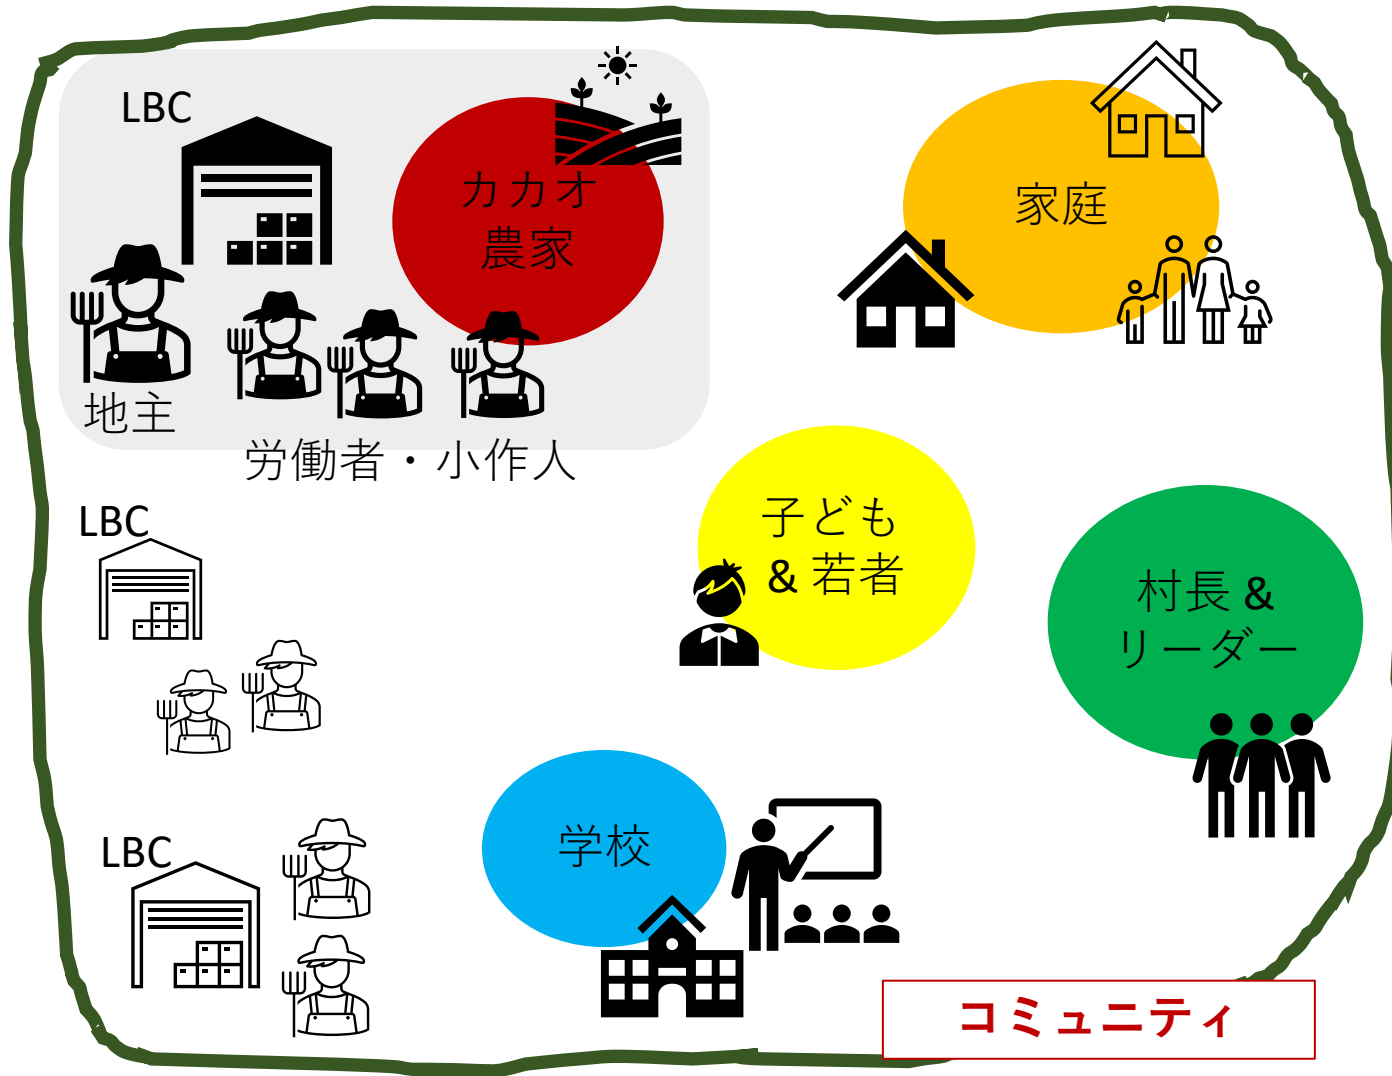 LBC
カカオ
農家
地主
労働者・小作人
家庭
子ども
& 若者
村長 &
リーダー
LBC
LBC
学校
コミュニティ